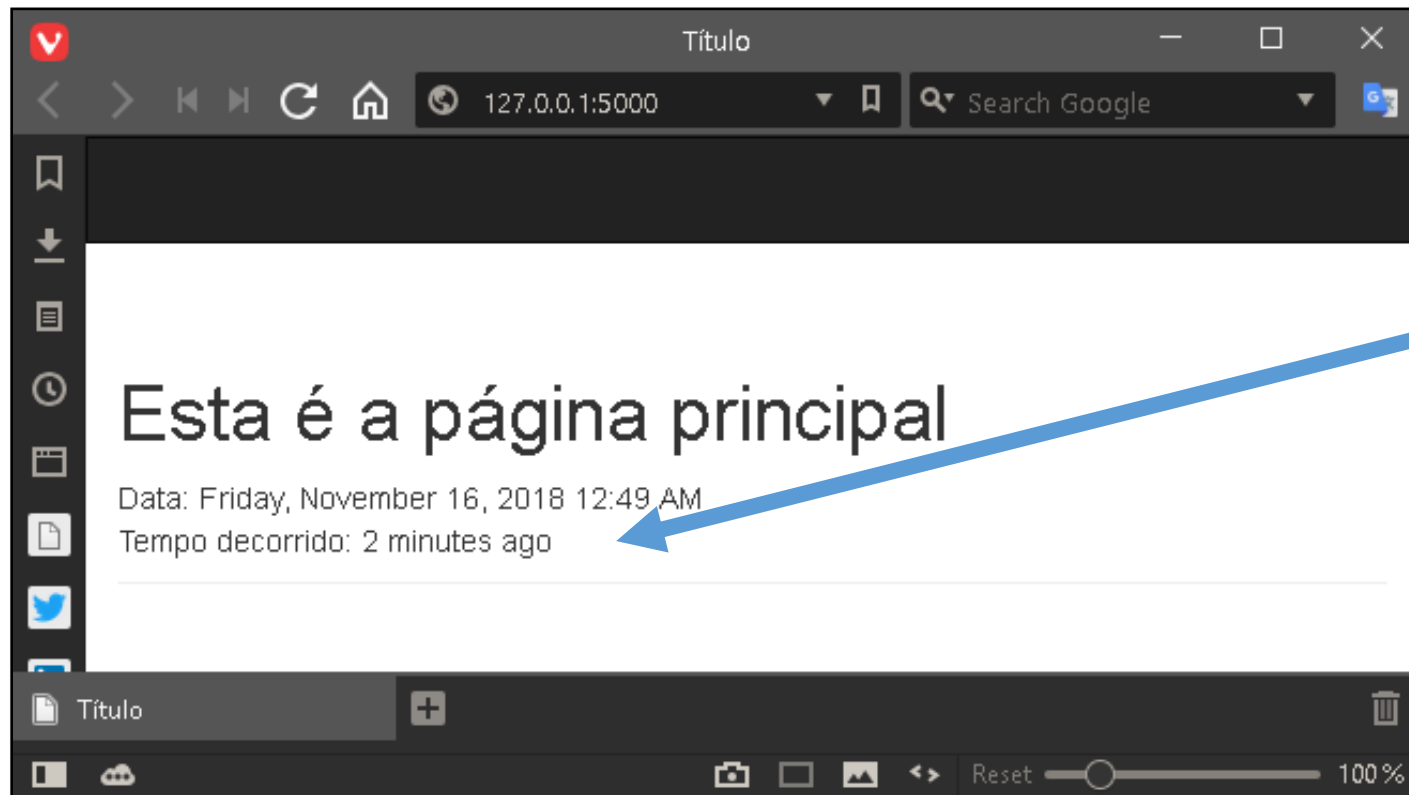 Título
127.0.0.1:5000
Search Google
Esta é a página principal
Data: Friday, November 16, 2018 12:49 AM
Tempo decorrido: 2 minutes ago
Título
Reset
100 %